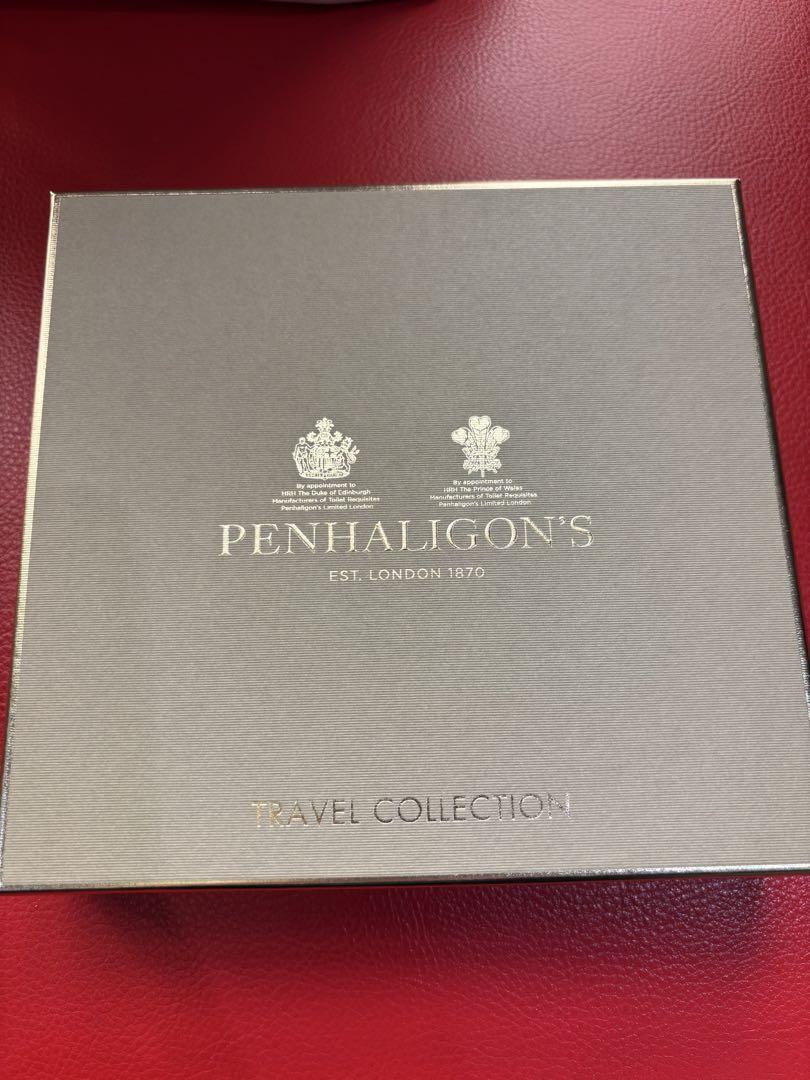 By appointment to
HRH The Duke of Edinburgh
Manufacturers of Toilet Requisites
Penhaligon's Limited London
By appointment to
HRH The Prince of Wales
Manufacturers of Toilet Requisites
Penhaligon's Limited London
PENHALIGON'S
EST. LONDON 1870
TRAVEL COLLECTION